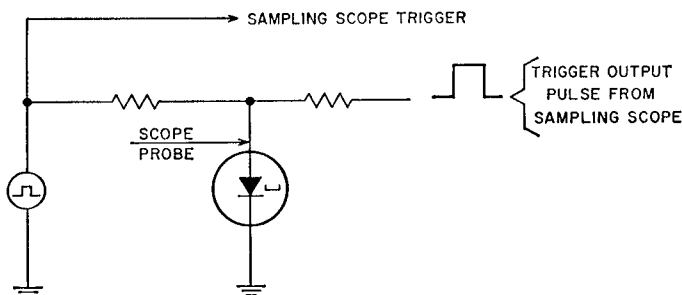 SAMPLING SCOPE TRIGGER
TRIGGER OUTPUT
PULSE FROM
SAMPLING SCOPE
SCOPE
PROBE